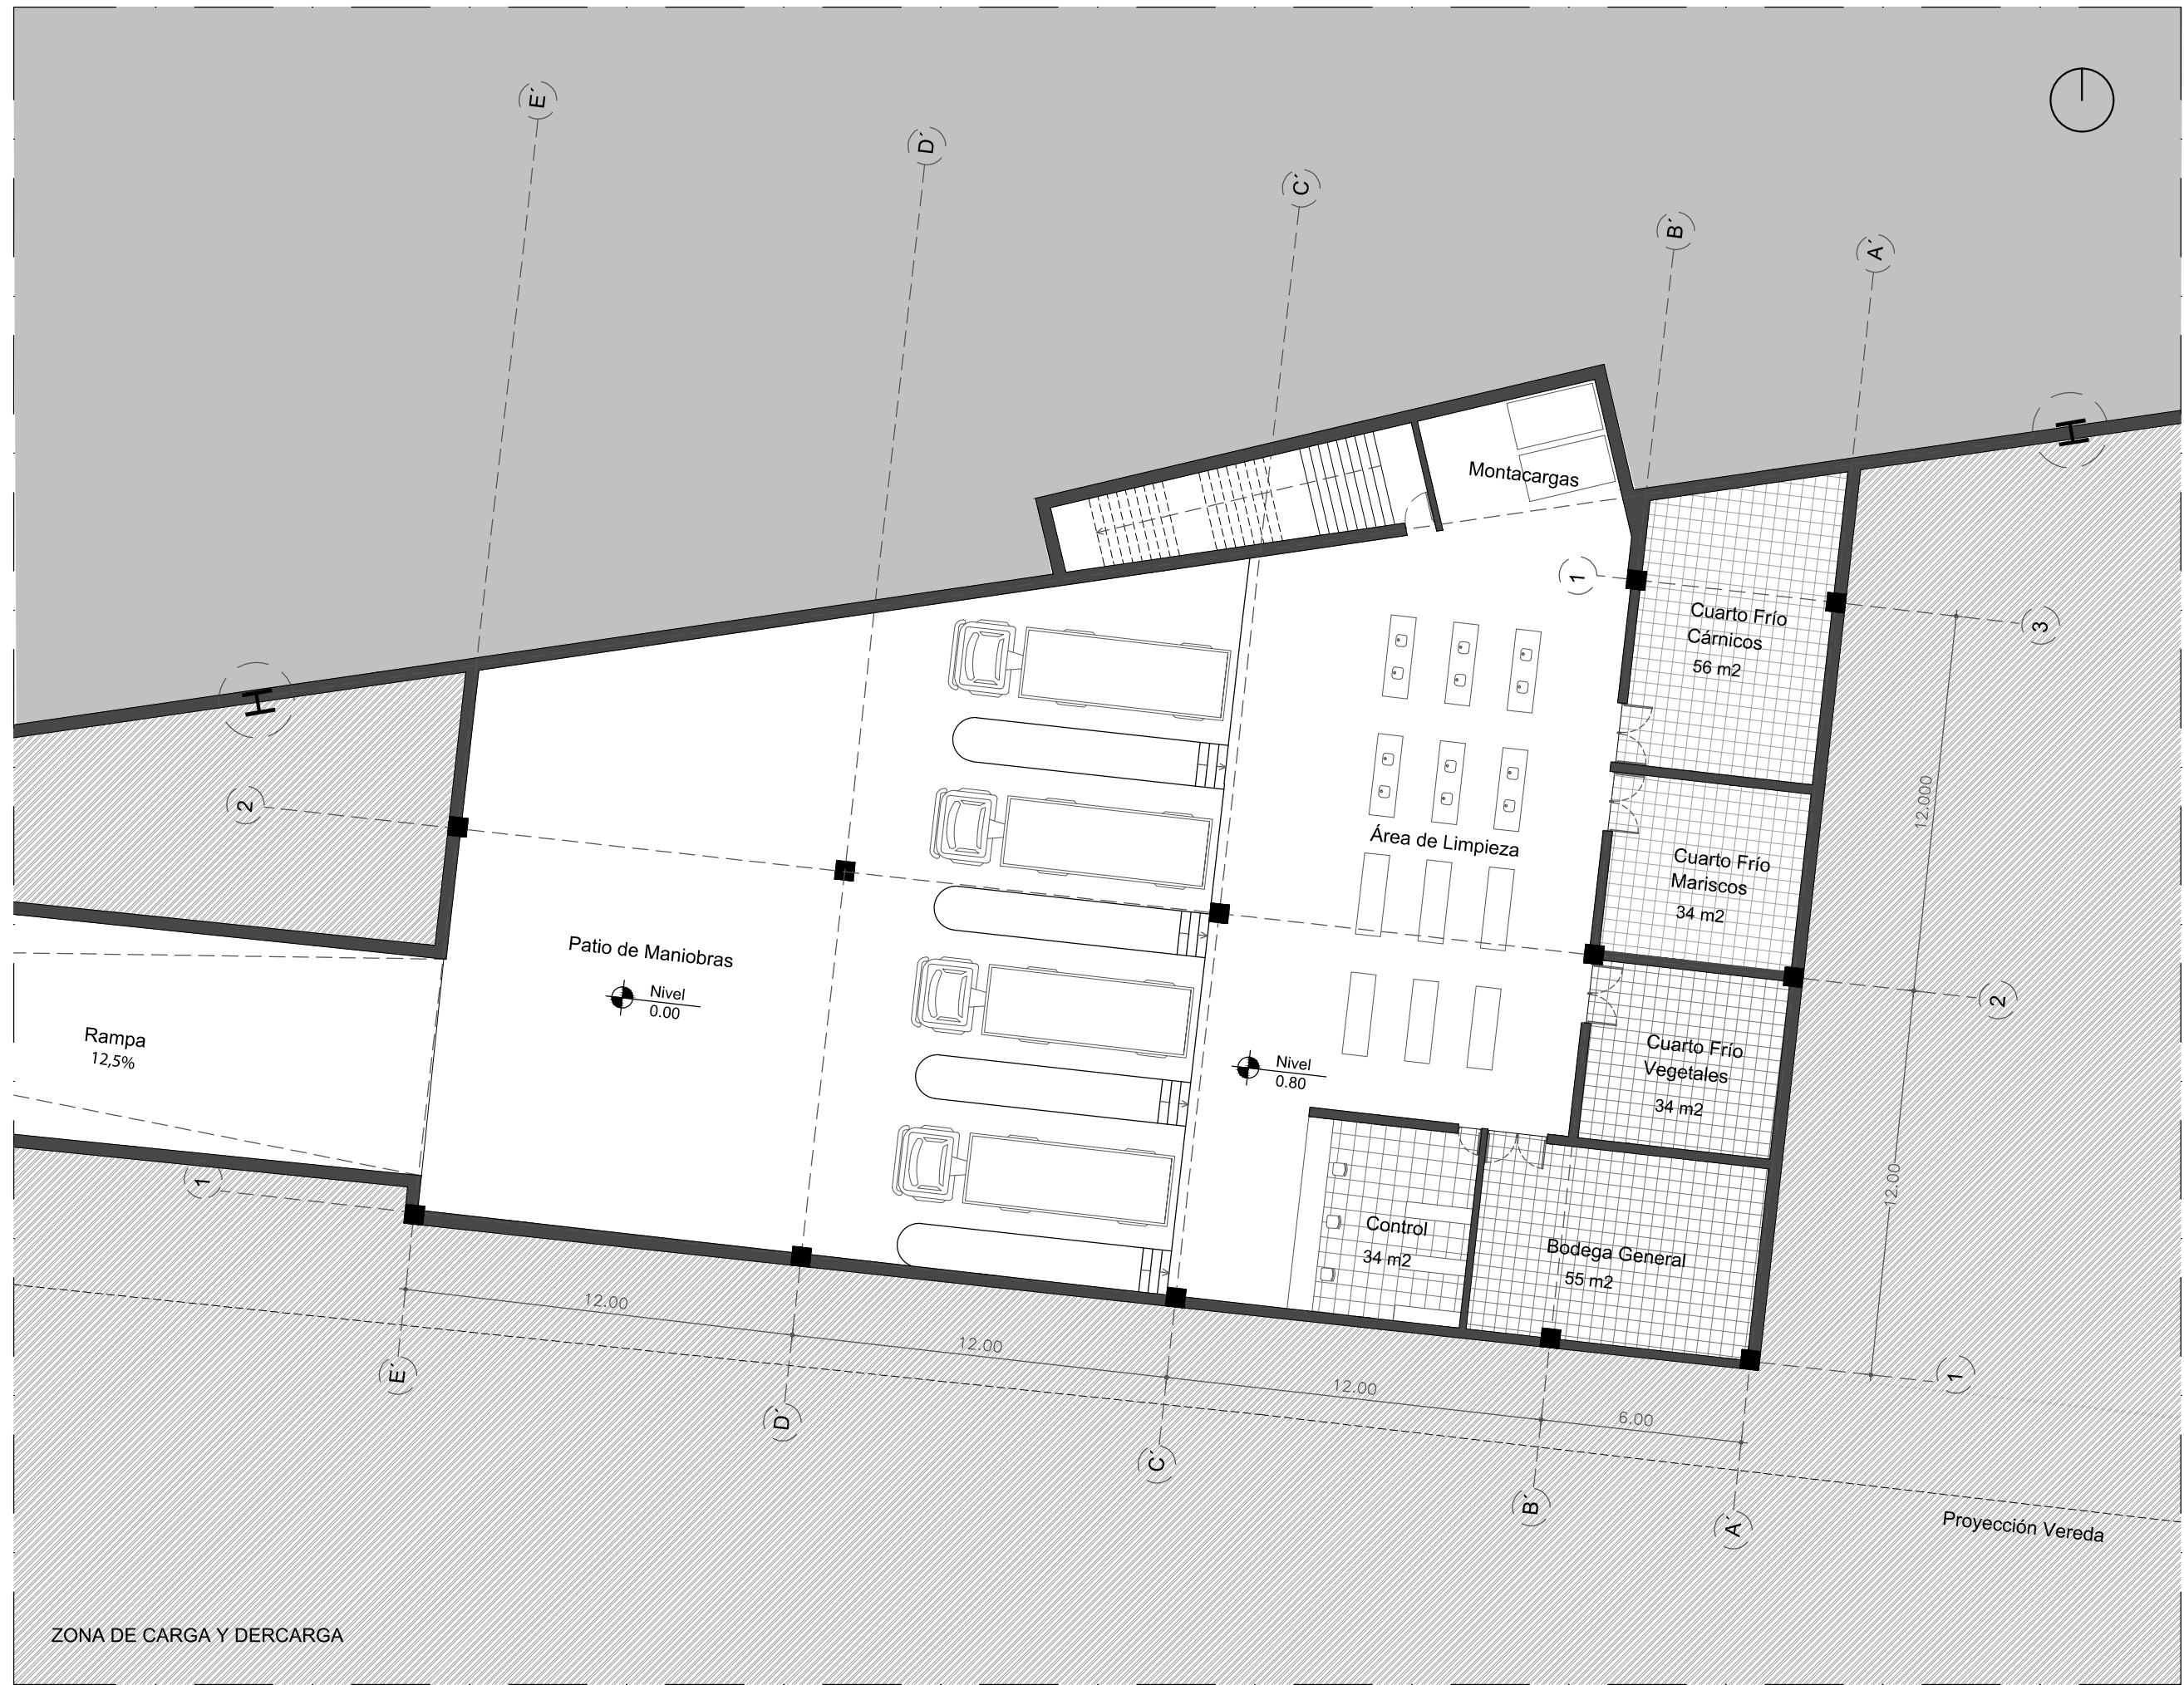 E´
D´
C´
B´
A´
Montacargas
1
Cuarto Frío
Cárnicos
56 m2
3
2
12.000
Área de Limpieza
Cuarto Frío
Mariscos
34 m2
Patio de Maniobras
Nivel
0.00
2
Rampa
12,5%
Cuarto Frío
Vegetales
34 m2
Nivel
0.80
1
12.00
Control
34 m2
Bodega General
55 m2
12.00
12.00
12.00
6.00
1
E´
D´
C´
B´
A´
Proyección Vereda
ZONA DE CARGA Y DERCARGA